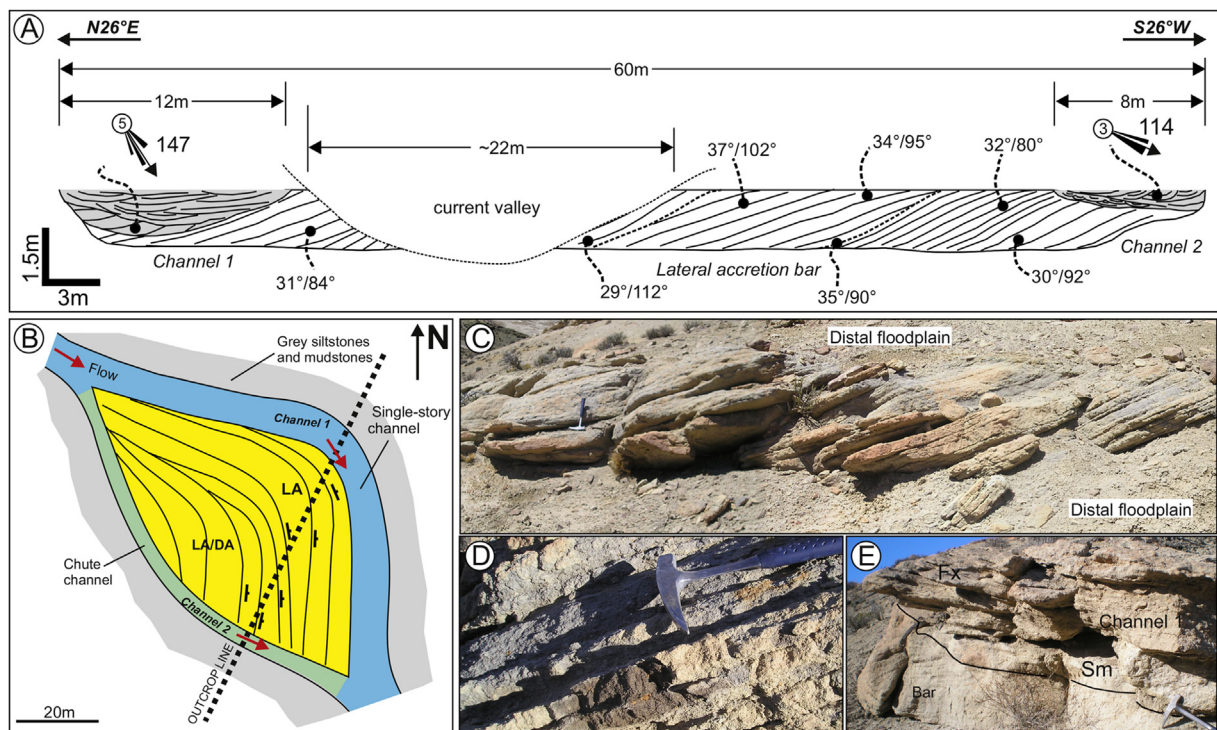 A
N26°E
S26°W
60m
12m
8m
5
147
~22m
3
114
37°/102°
34°/95°
32°/80°
current valley
1.5m
3m
Channel 1
31°/84°
29°/112°
Lateral accretion bar
35°/90°
30°/92°
Channel 2
B
Grey siltstones
and mudstones
N
Flow
Channel 1
Single-story
channel
LA
LA/DA
Chute
channel
Channel 2
OUTCROP LINE
20m
C
Distal floodplain
Distal floodplain
D
E
Fx
Channel 1
Sm
Bar